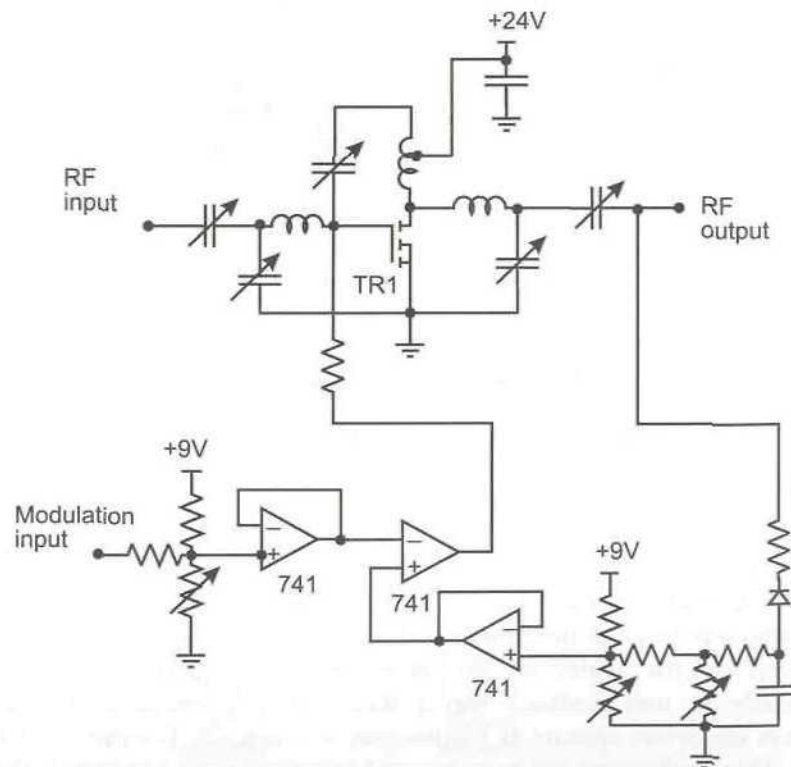 +24V
RF
input
RF
output
TR1
+9V
Modulation
input
−
+
741
−
+
741
+9V
−
+
741